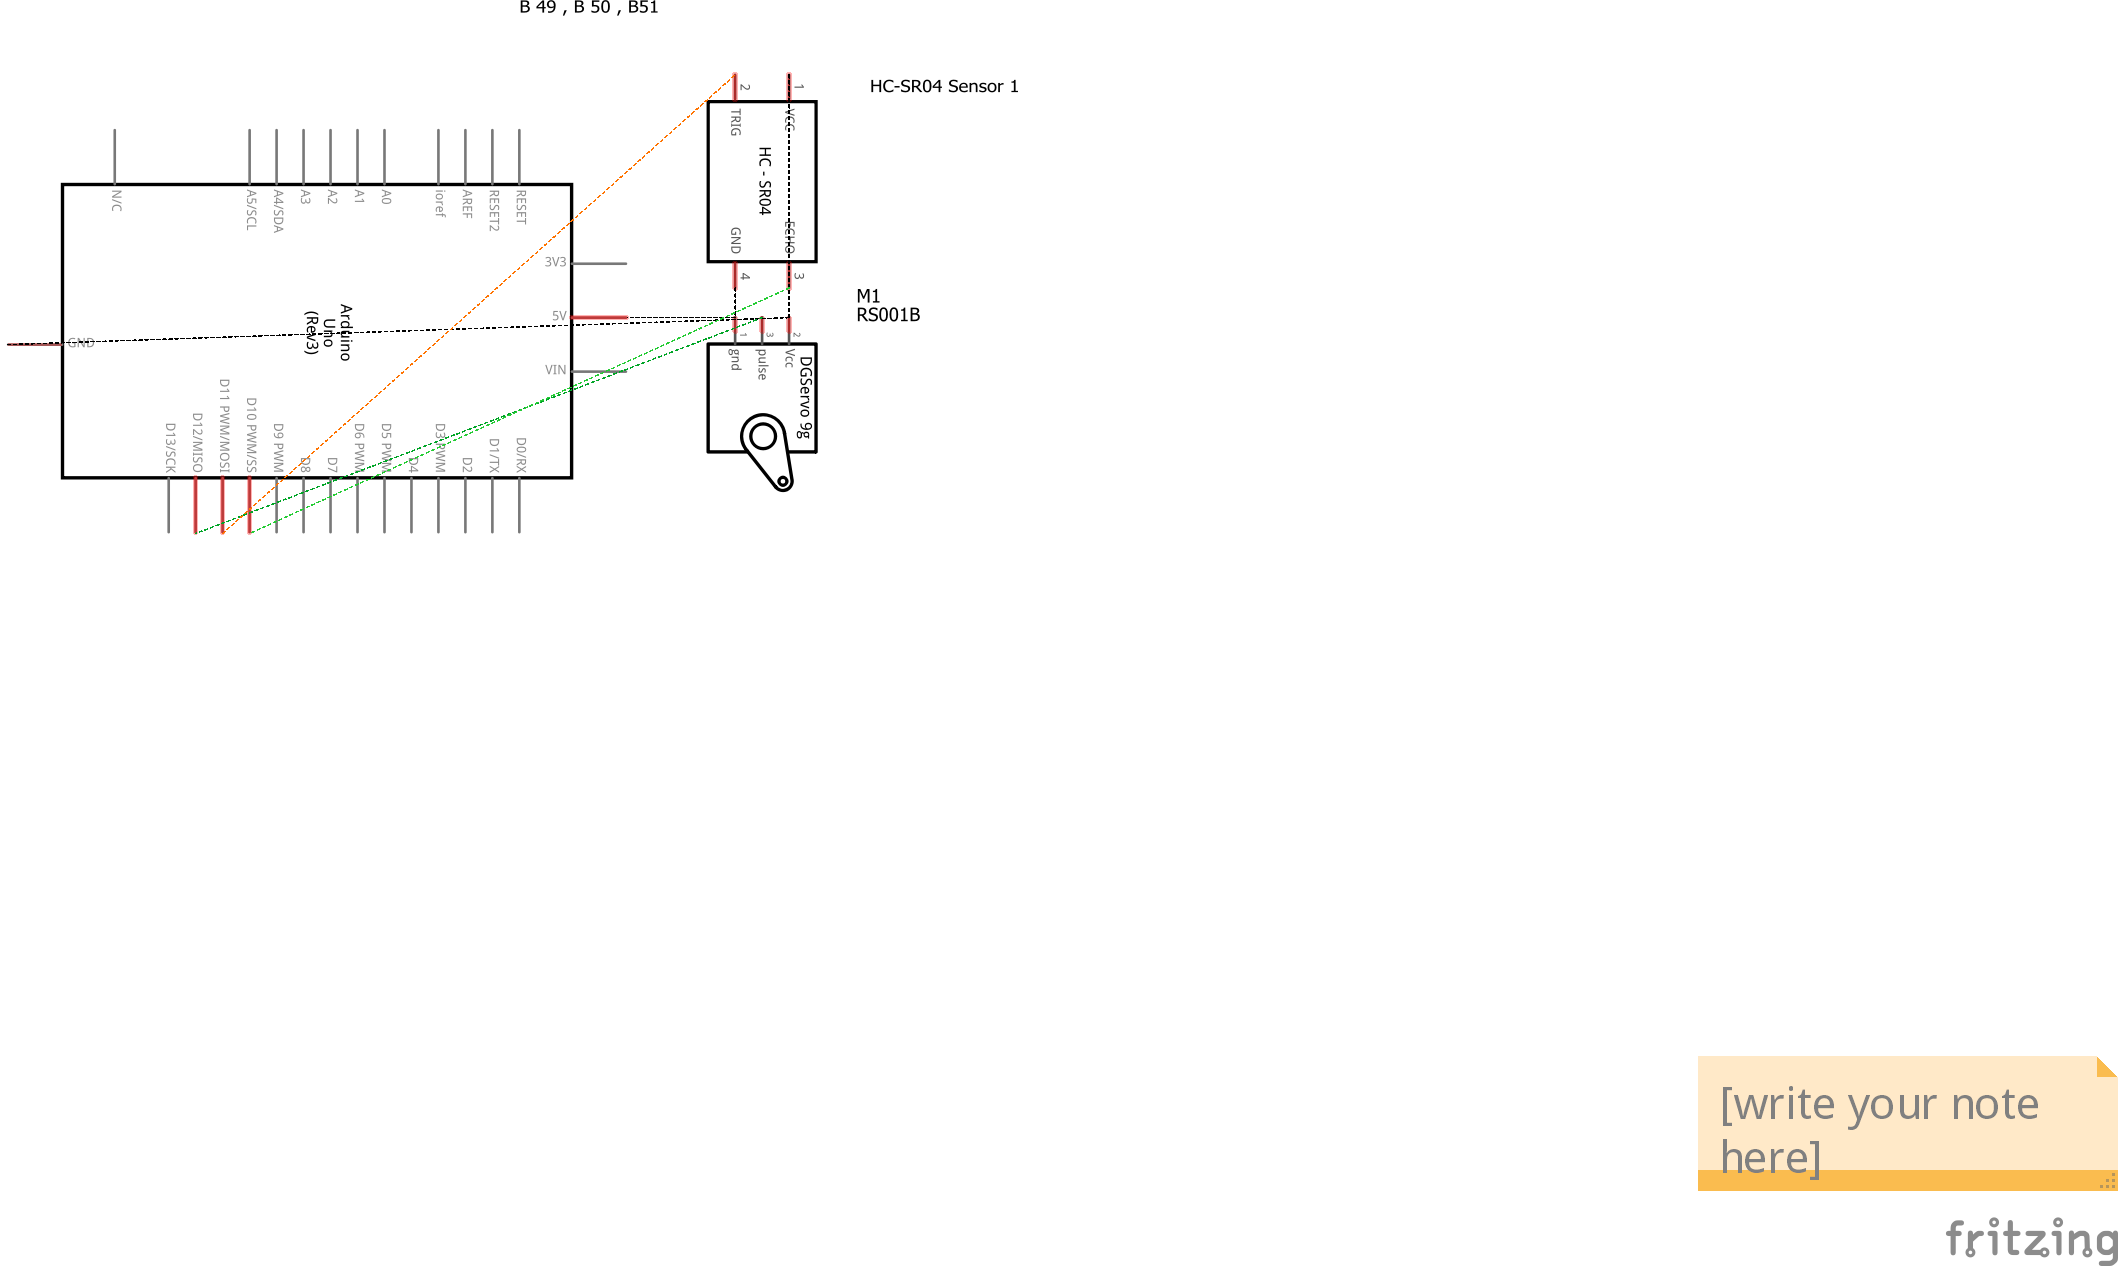 B 49 , B 50 , B51
HC-SR04 Sensor 1
2
1
TRIG
VCC
HC - SR04
GND
ECHO
4
3
N/C
A5/SCL
A4/SDA
A3
A2
A1
A0
ioref
AREF
RESET2
RESET
3V3
5V
VIN
GND
Arduino
Uno
(Rev3)
D13/SCK
D12/MISO
D11 PWM/MOSI
D10 PWM/SS
D9 PWM
D8
D7
D6 PWM
D5 PWM
D4
D3 PWM
D2
D1/TX
D0/RX
M1
RS001B
1
3
2
gnd
pulse
Vcc
DGServo 9g
[write your note
here]
fritzing